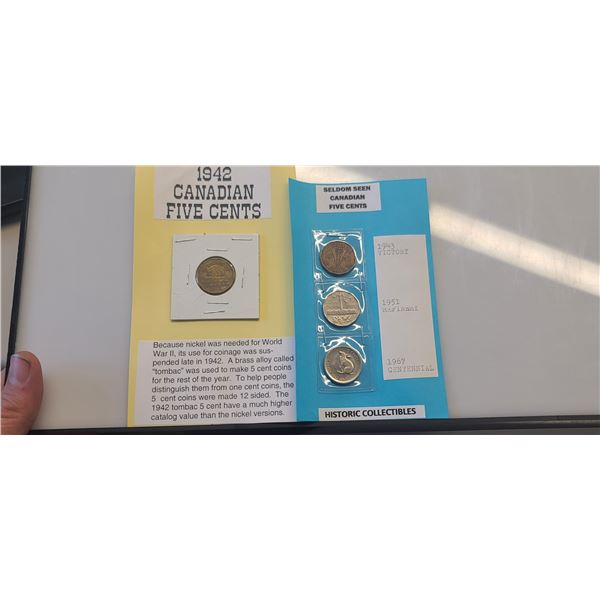 1942
CANADIAN
FIVE CENTS
Because nickel was needed for World
War II, its use for coinage was sus-
pended late in 1942. A brass alloy called
"tombac" was used to make 5 cent coins
for the rest of the year. To help people
distinguish them from one cent coins, the
5 cent coins were made 12 sided. The
1942 tombac 5 cent have a much higher
catalog value than the nickel versions.
SELDOM SEEN
CANADIAN
FIVE CENTS
1943
VICTORY
1951
1967
CENTENNIAL
HISTORIC COLLECTIBLES